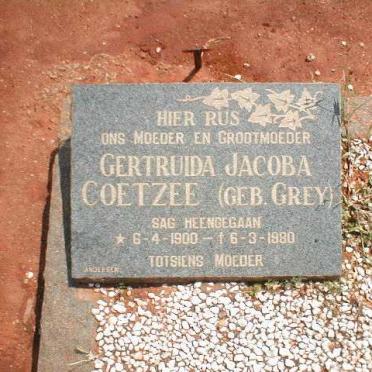 HIER RUS
ONS MOEDER EN GROOTMOEDER
GERTRUIDA JACOBA
COETZEE (GEB. GREY)
SAG HEENGEGAAN
★ 6-4-1900 – † 6-3-1980
TOTSIENS MOEDER